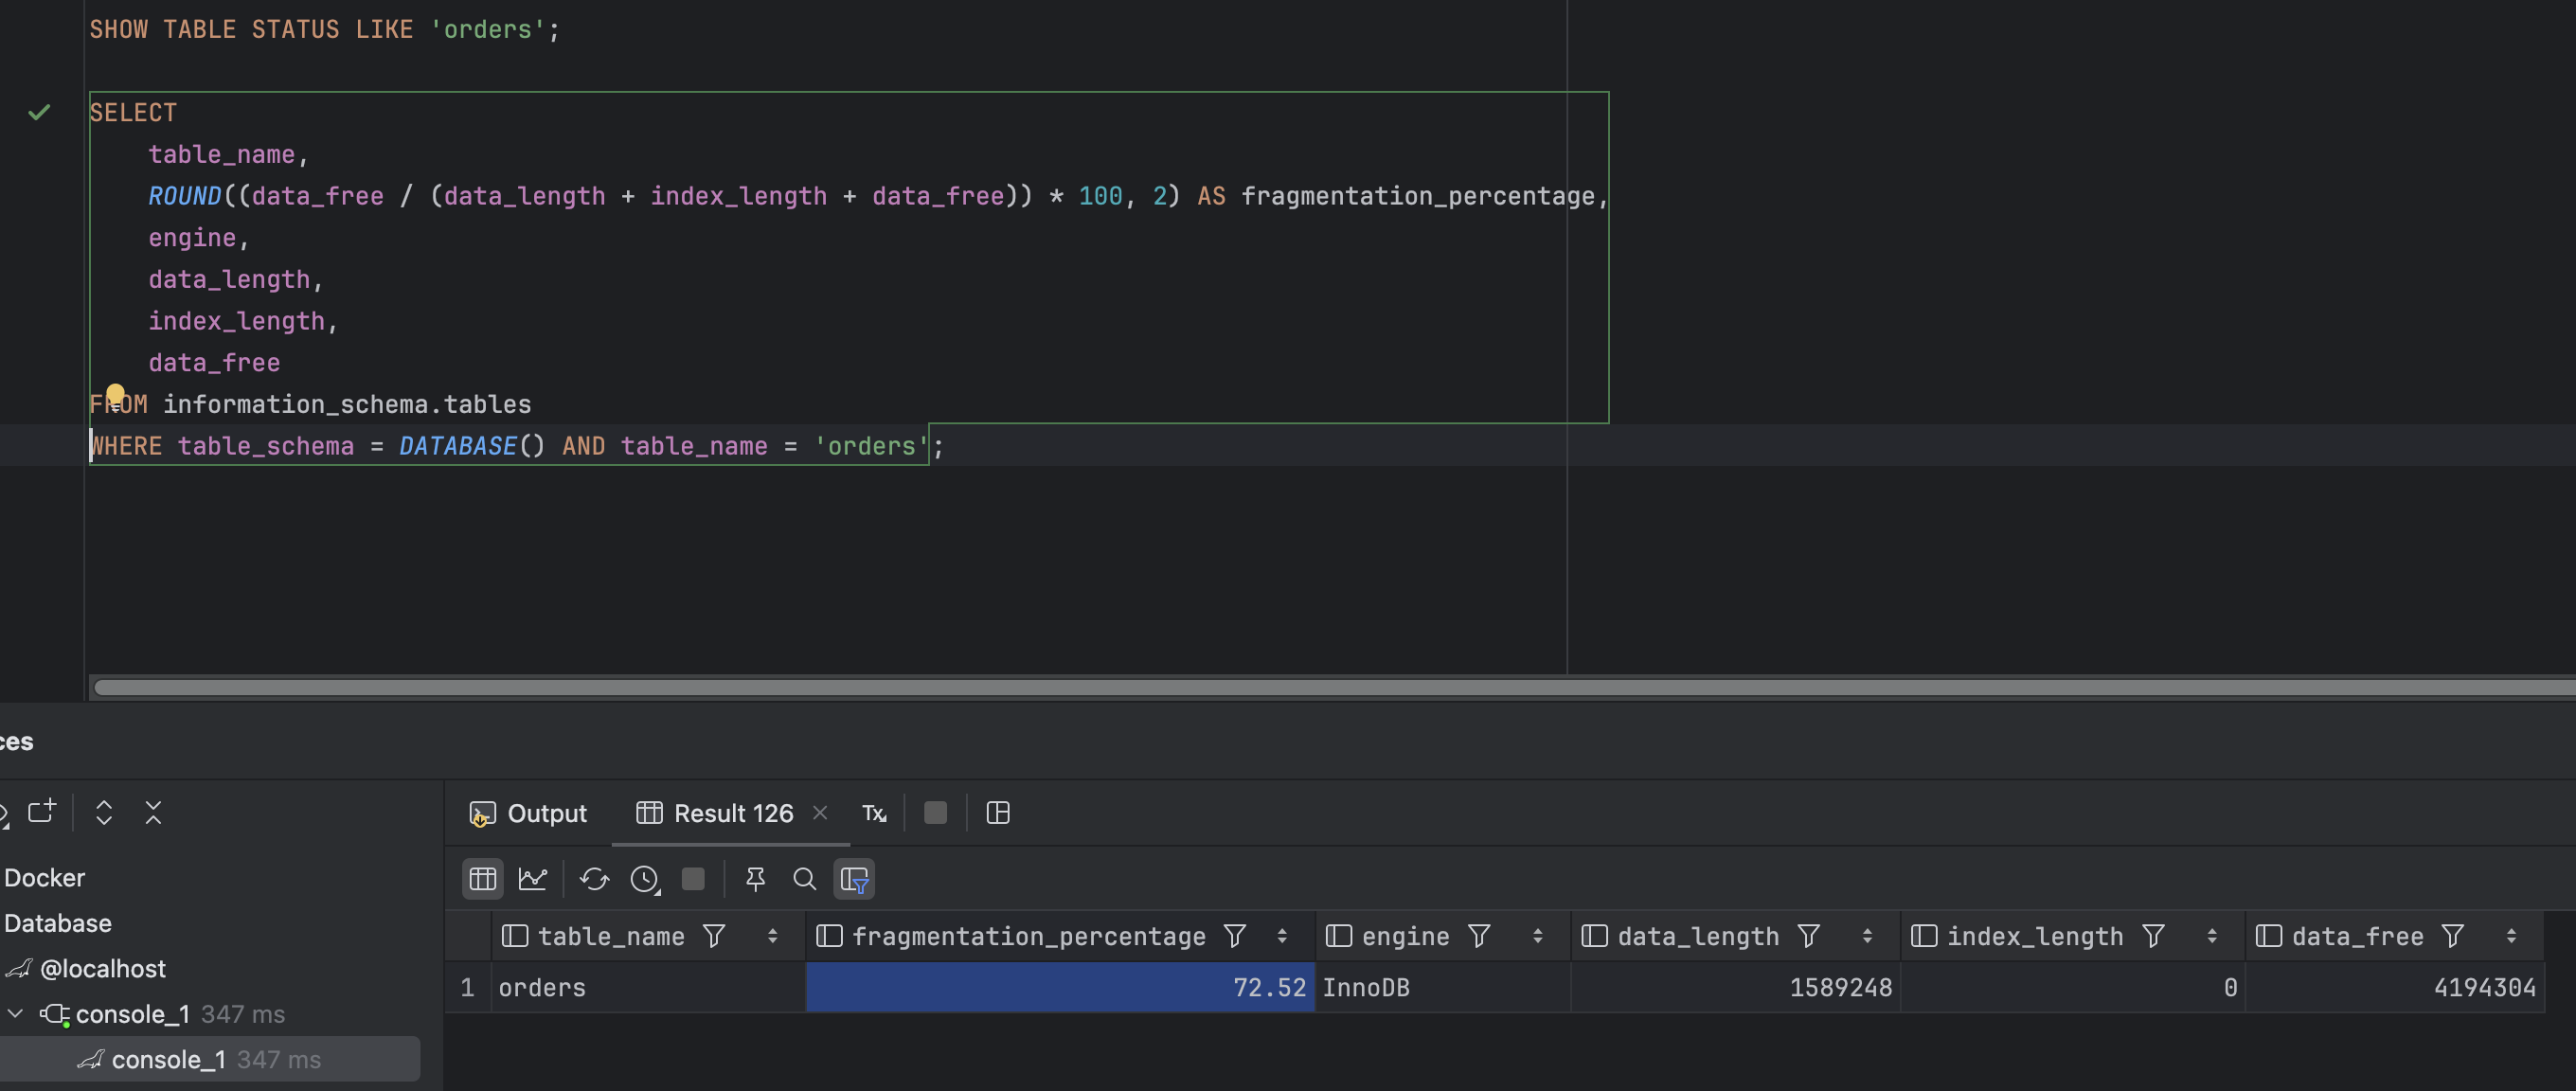 SHOW TABLE STATUS LIKE 'orders';
SELECT
table_name,
ROUND((data_free / (data_length + index_length + data_free)) * 100, 2) AS fragmentation_percentage,
engine,
data_length,
index_length,
data_free
FROM information_schema.tables
WHERE table_schema = DATABASE() AND table_name = 'orders';
ces
Output Result 126 Tx
Docker
Database
@localhost
console_1 347 ms
console_1 347 ms
table_name fragmentation_percentage engine data_length index_length data_free
1 orders 72.52 InnoDB 1589248 0 4194304